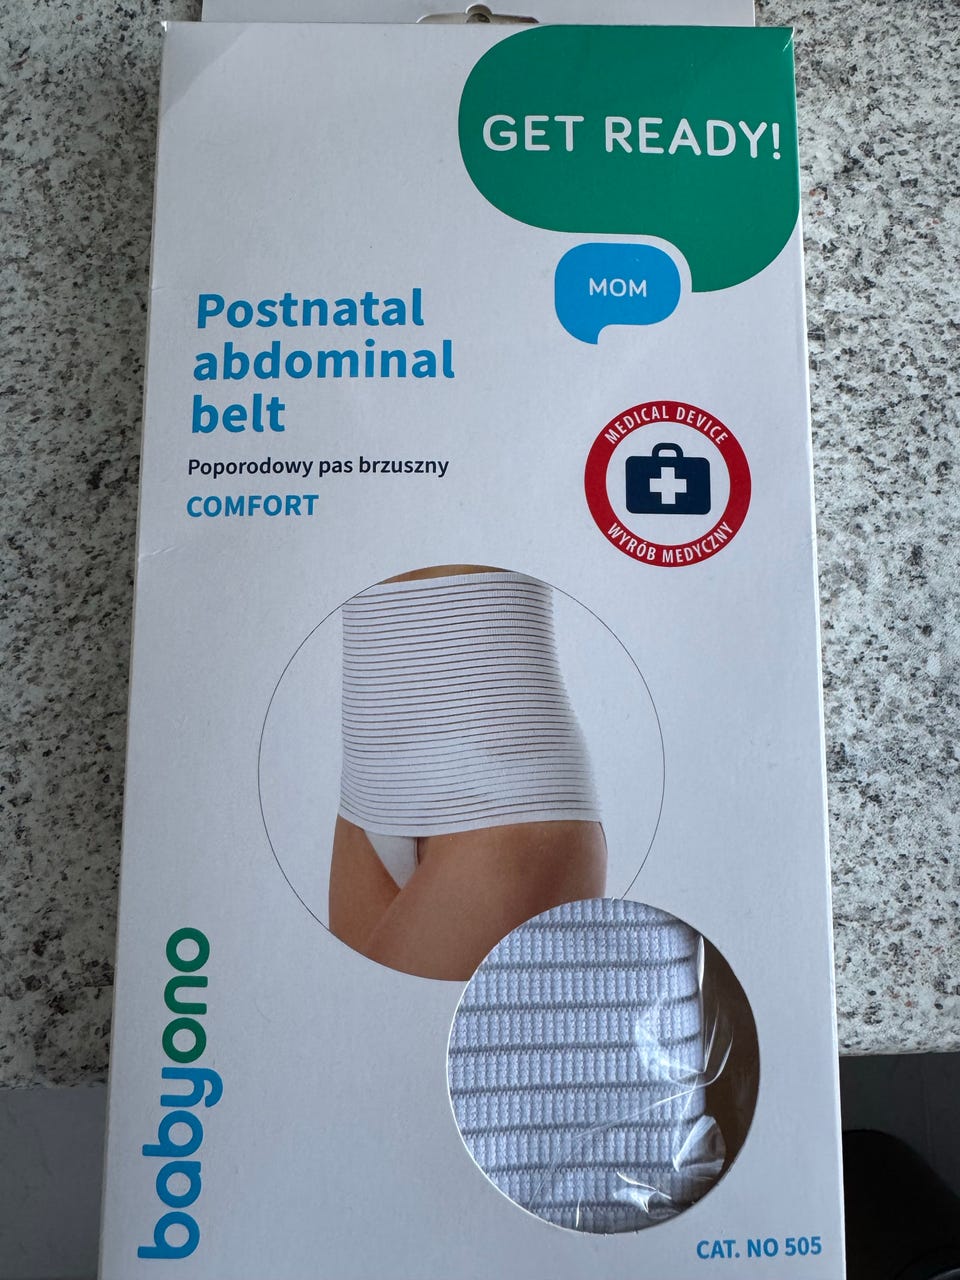 GET READY!
MOM
Postnatal
abdominal
belt
Poporodowy pas brzuszny
COMFORT
MEDICAL DEVICE
WYRÓB MEDYCZNY
babyono
CAT. NO 505